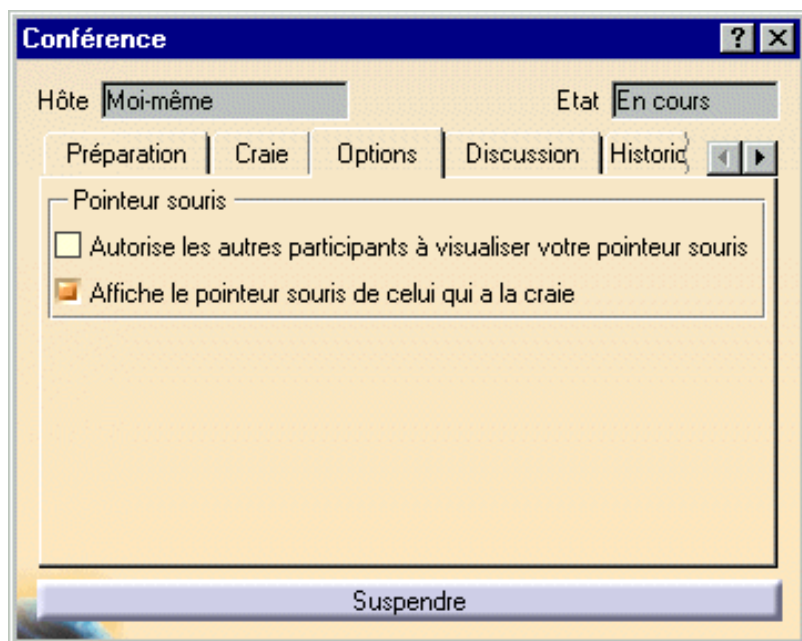 Conférence
Hôte Moi-même Etat En cours
Préparation Craie Options Discussion Historic
Pointeur souris
Autorise les autres participants à visualiser votre pointeur souris
Affiche le pointeur souris de celui qui a la craie
Suspendre